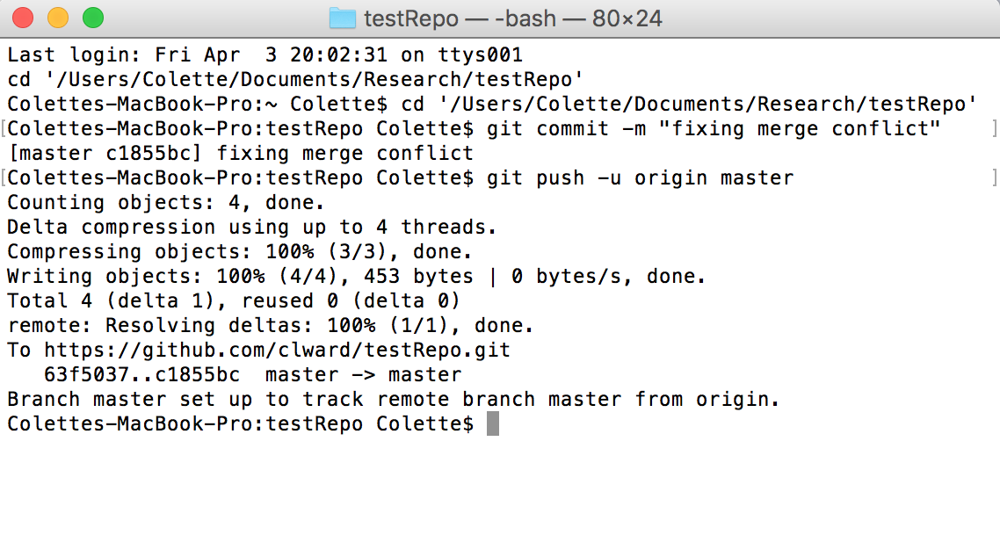 testRepo — -bash — 80×24
Last login: Fri Apr  3 20:02:31 on ttys001
cd '/Users/Colette/Documents/Research/testRepo'
Colettes-MacBook-Pro:~ Colette$ cd '/Users/Colette/Documents/Research/testRepo'
[Colettes-MacBook-Pro:testRepo Colette$ git commit -m "fixing merge conflict"    ]
[master c1855bc] fixing merge conflict
[Colettes-MacBook-Pro:testRepo Colette$ git push -u origin master                ]
Counting objects: 4, done.
Delta compression using up to 4 threads.
Compressing objects: 100% (3/3), done.
Writing objects: 100% (4/4), 453 bytes | 0 bytes/s, done.
Total 4 (delta 1), reused 0 (delta 0)
remote: Resolving deltas: 100% (1/1), done.
To https://github.com/clward/testRepo.git
   63f5037..c1855bc  master -> master
Branch master set up to track remote branch master from origin.
Colettes-MacBook-Pro:testRepo Colette$